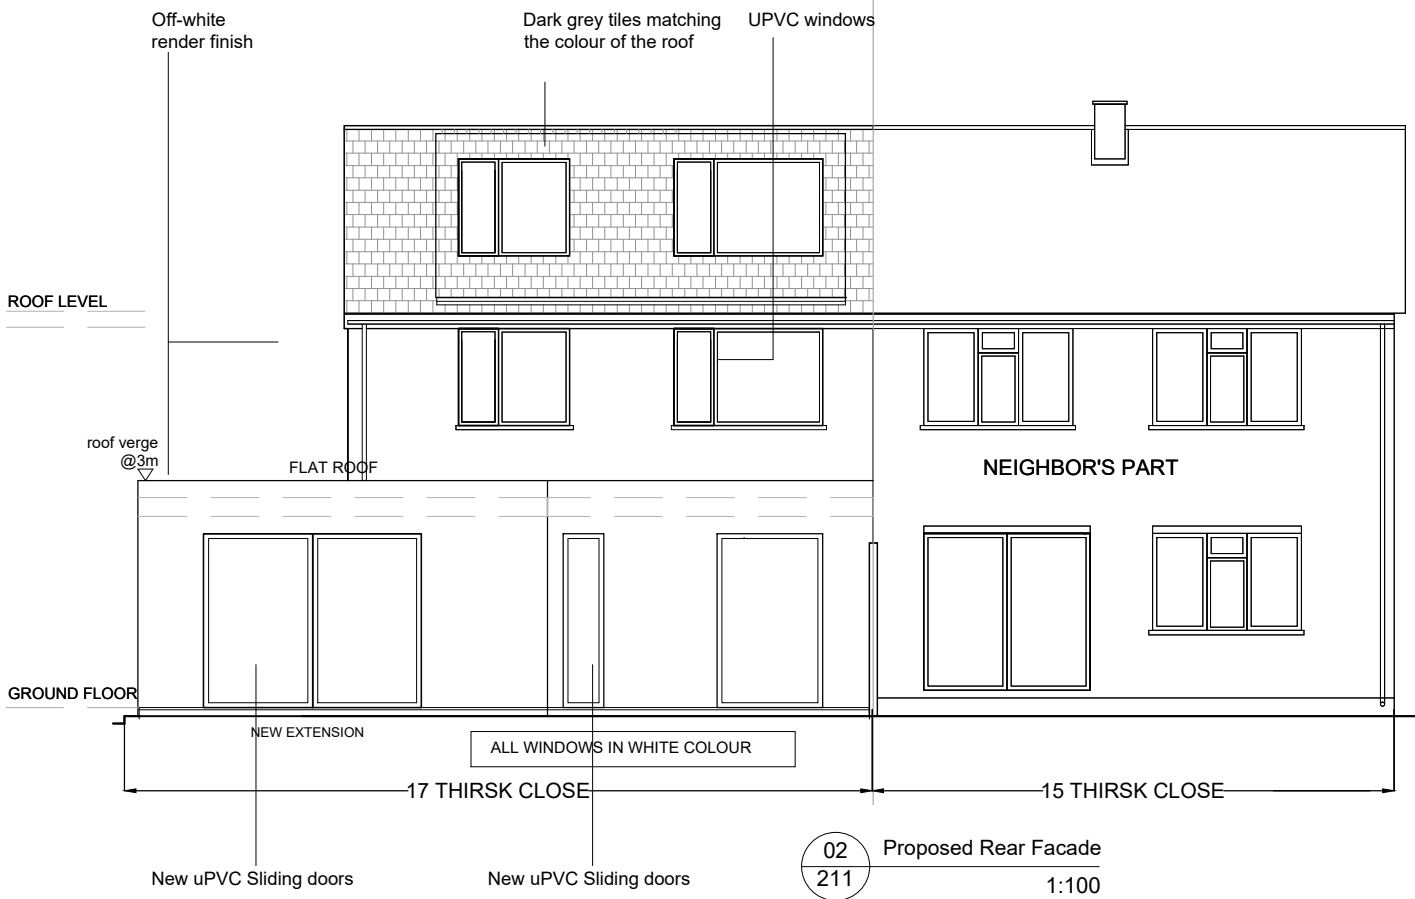 Off-white
render finish
Dark grey tiles matching
the colour of the roof
UPVC windows
ROOF LEVEL
roof verge
@3m
FLAT ROOF
NEIGHBOR'S PART
GROUND FLOOR
NEW EXTENSION
ALL WINDOWS IN WHITE COLOUR
17 THIRSK CLOSE
15 THIRSK CLOSE
02
211
Proposed Rear Facade
1:100
New uPVC Sliding doors
New uPVC Sliding doors